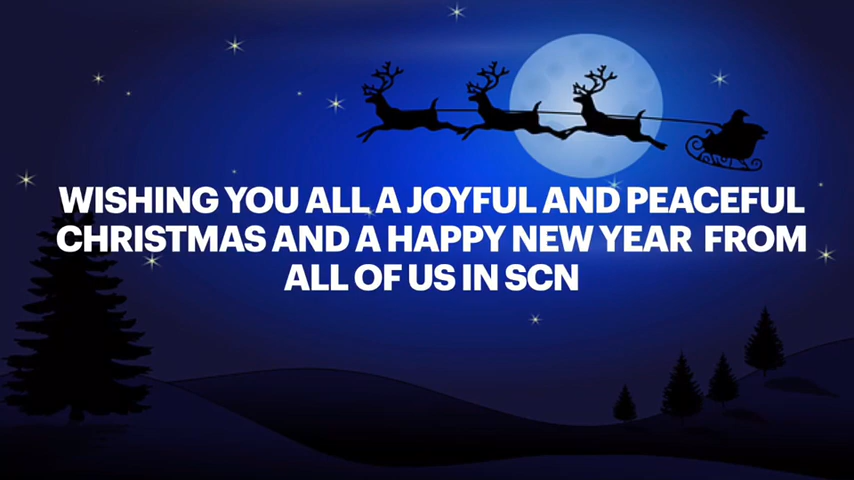 WISHING YOU ALL A JOYFUL AND PEACEFUL
CHRISTMAS AND A HAPPY NEW YEAR FROM
ALL OF US IN SCN